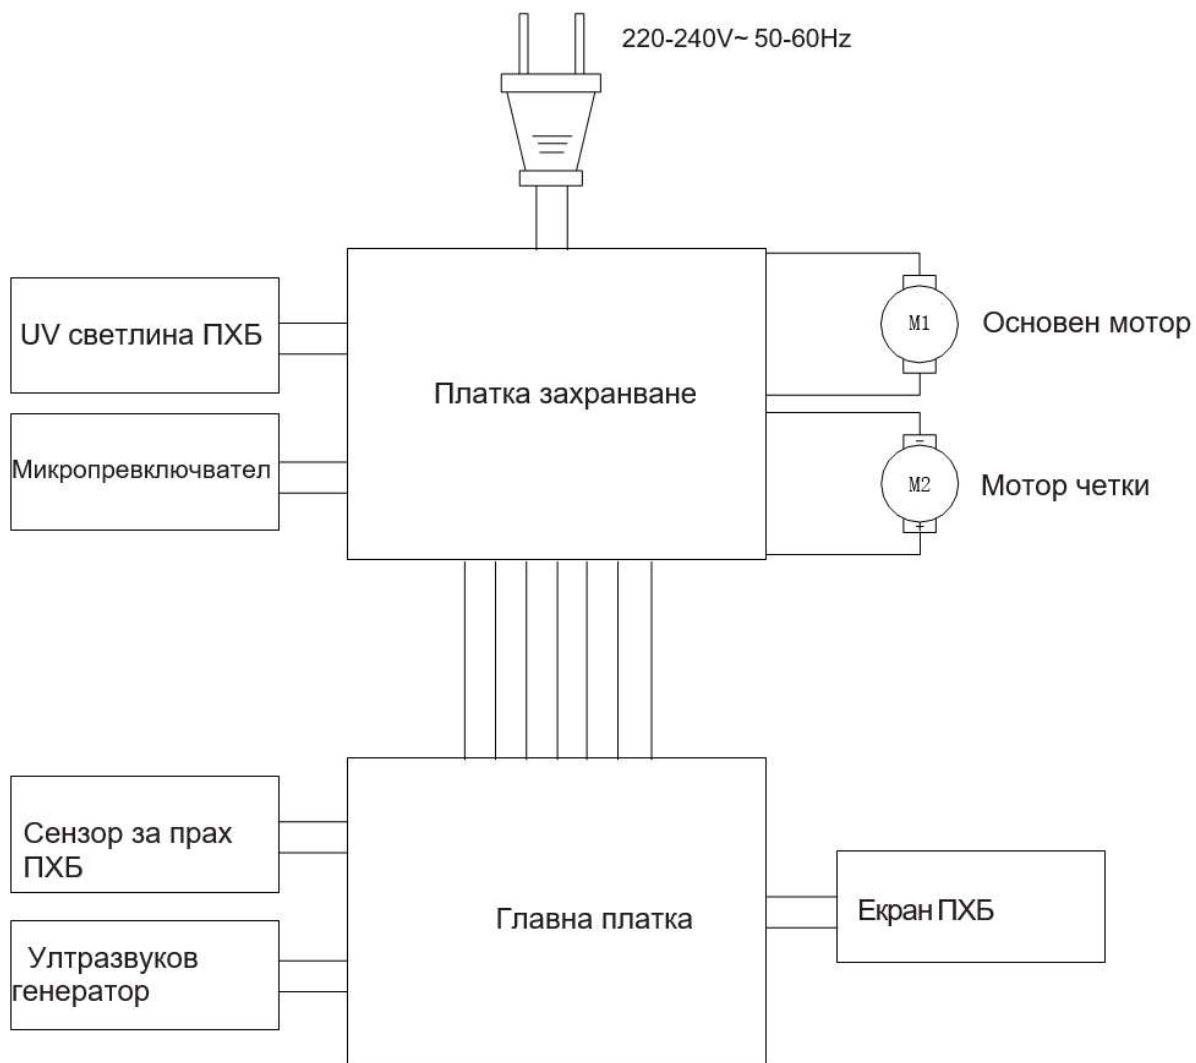 220-240V~ 50-60Hz
UV светлина ПХБ
M1
Основен мотор
Платка захранване
Микропревключвател
−
M2
+
Мотор четки
Сензор за прах
ПХБ
Главна платка
Екран ПХБ
Ултразвуков
генератор